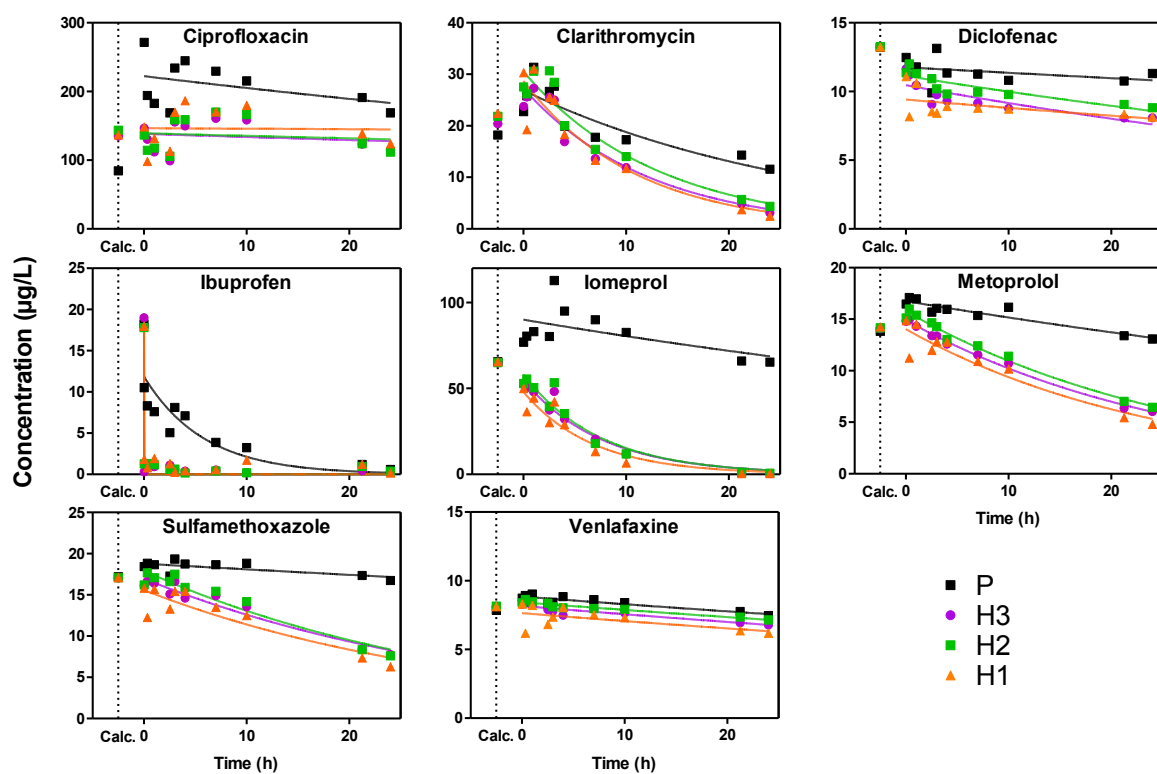 Concentration (µg/L)
Ciprofloxacin
300
200
100
0
Calc. 0 10 20
Clarithromycin
40
30
20
10
0
Calc. 0 10 20
Diclofenac
15
10
5
0
Calc. 0 10 20
Ibuprofen
25
20
15
10
5
0
Calc. 0 10 20
Iomeprol
100
50
0
Calc. 0 10 20
Metoprolol
20
15
10
5
0
Calc. 0 10 20
Time (h)
Sulfamethoxazole
25
20
15
10
5
0
Calc. 0 10 20
Time (h)
Venlafaxine
15
10
5
0
Calc. 0 10 20
Time (h)
P
H3
H2
H1